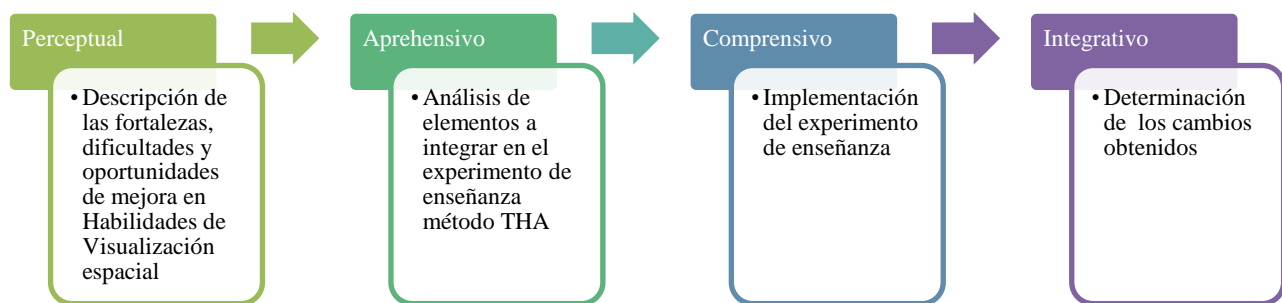 Perceptual
• Descripción de
las fortalezas,
dificultades y
oportunidades
de mejora en
Habilidades de
Visualización
espacial
Aprehensivo
• Análisis de
elementos a
integrar en el
experimento de
enseñanza
método THA
Comprensivo
• Implementación
del experimento
de enseñanza
Integrativo
• Determinación
de los cambios
obtenidos